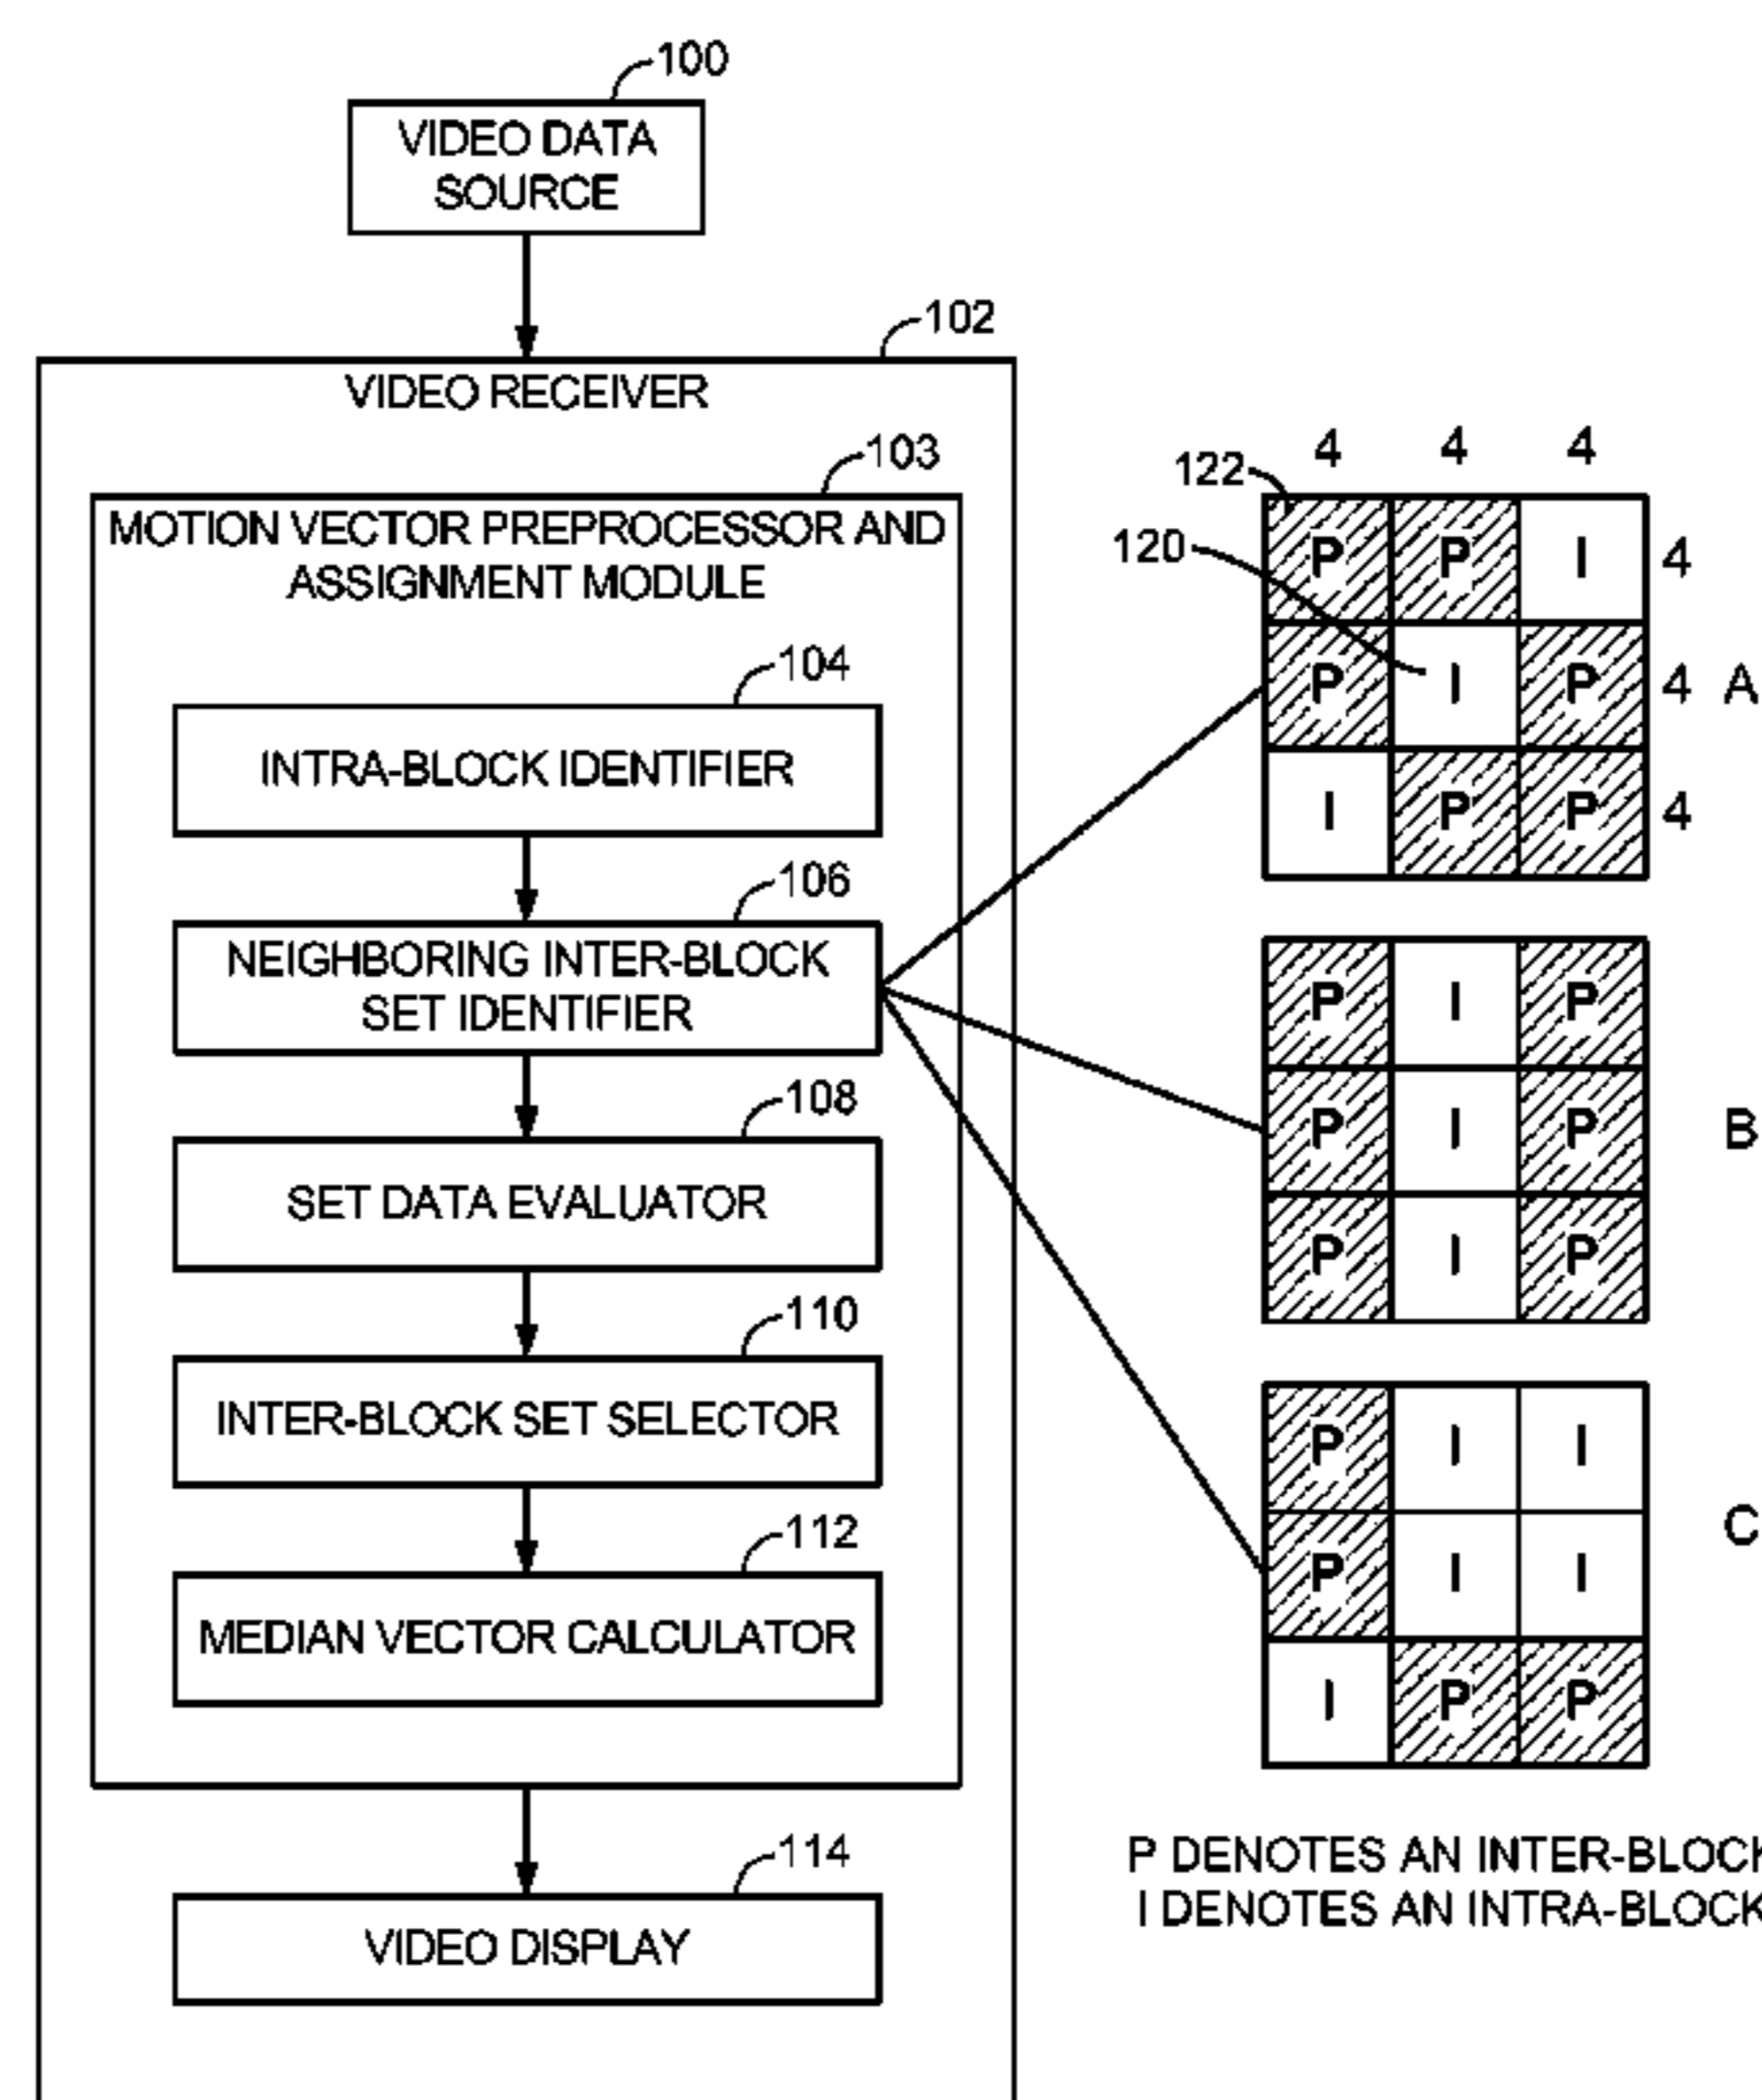 100
VIDEO DATA
SOURCE
102
VIDEO RECEIVER
103
MOTION VECTOR PREPROCESSOR AND
ASSIGNMENT MODULE
104
INTRA-BLOCK IDENTIFIER
106
NEIGHBORING INTER-BLOCK
SET IDENTIFIER
108
SET DATA EVALUATOR
110
INTER-BLOCK SET SELECTOR
112
MEDIAN VECTOR CALCULATOR
114
VIDEO DISPLAY
4 4 4
122
120
P P I 4
P I P 4 A
I P P 4
P I P
P I P B
P I P
P I I
P I I C
I P P
P DENOTES AN INTER-BLOCK
I DENOTES AN INTRA-BLOCK